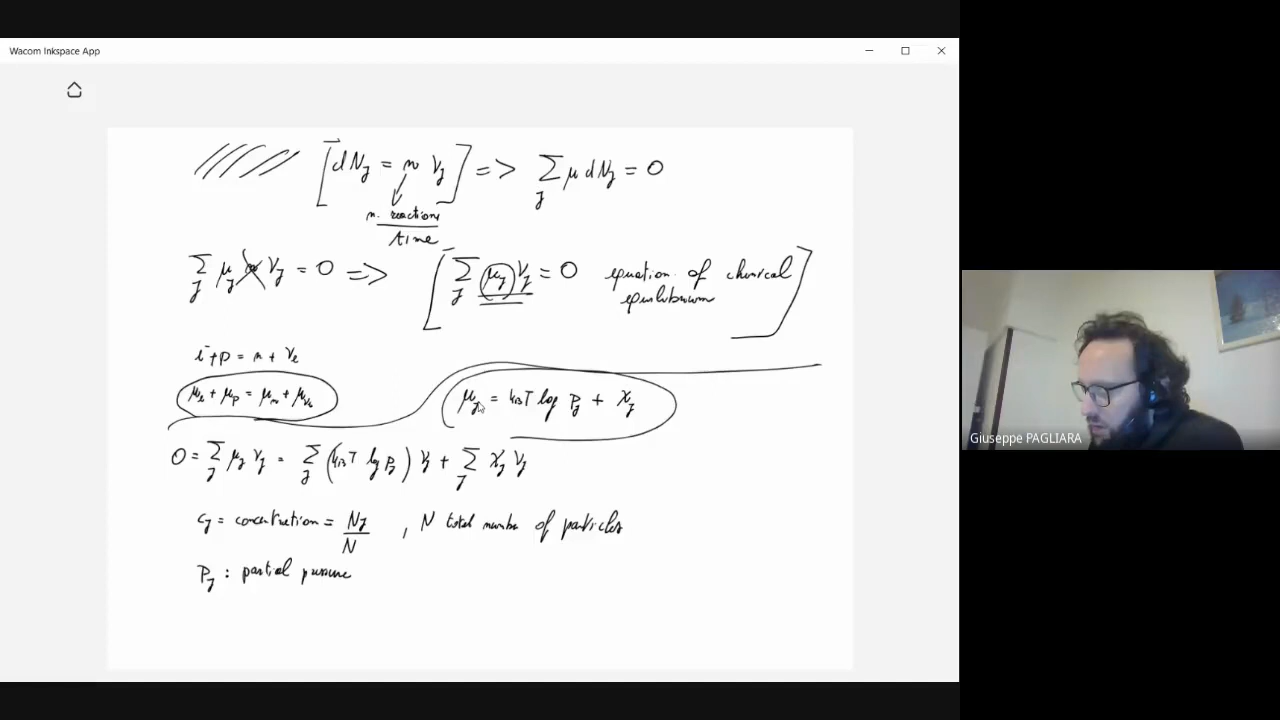 Wacom Inkspace App
[dN_j = n ν_j] => Σ_j μ dN_j = 0
n. reactions
time
Σ_j μ_j n ν_j = 0 => [Σ_j μ_j ν_j = 0 equation of chemical
equilibrium]
e⁻+p = n + ν_e
μ_e + μ_p = μ_n + μ_νe
μ_j = k_B T log P_j + χ_j
0 = Σ_j μ_j ν_j = Σ_j (k_B T log P_j) ν_j + Σ_j χ_j ν_j
c_j = concentration = N_j / N , N total number of particles
P_j : partial pressure
Giuseppe PAGLIARA